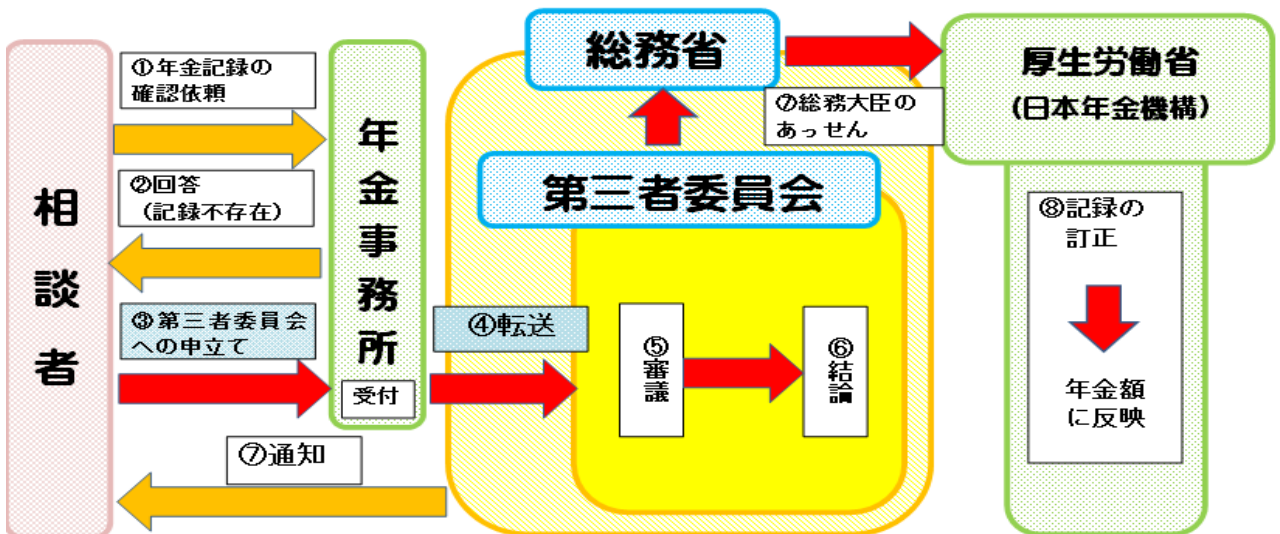 相談者
①年金記録の
確認依頼
②回答
(記録不存在)
③第三者委員会
への申立て
年金事務所
受付
④転送
⑦通知
総務省
第三者委員会
⑤審議
⑥結論
⑦総務大臣の
あっせん
厚生労働省
(日本年金機構)
⑧記録の
訂正
年金額
に反映